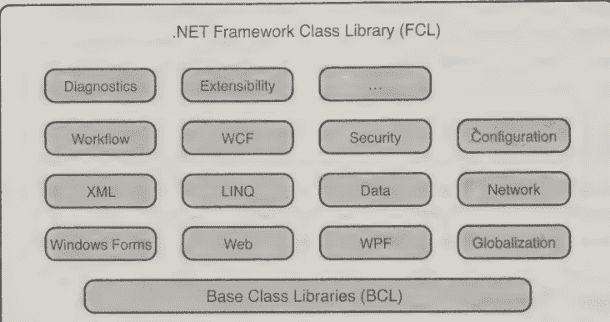 .NET Framework Class Library (FCL)
Diagnostics Extensibility ...
Workflow WCF Security Configuration
XML LINQ Data Network
Windows Forms Web WPF Globalization
Base Class Libraries (BCL)